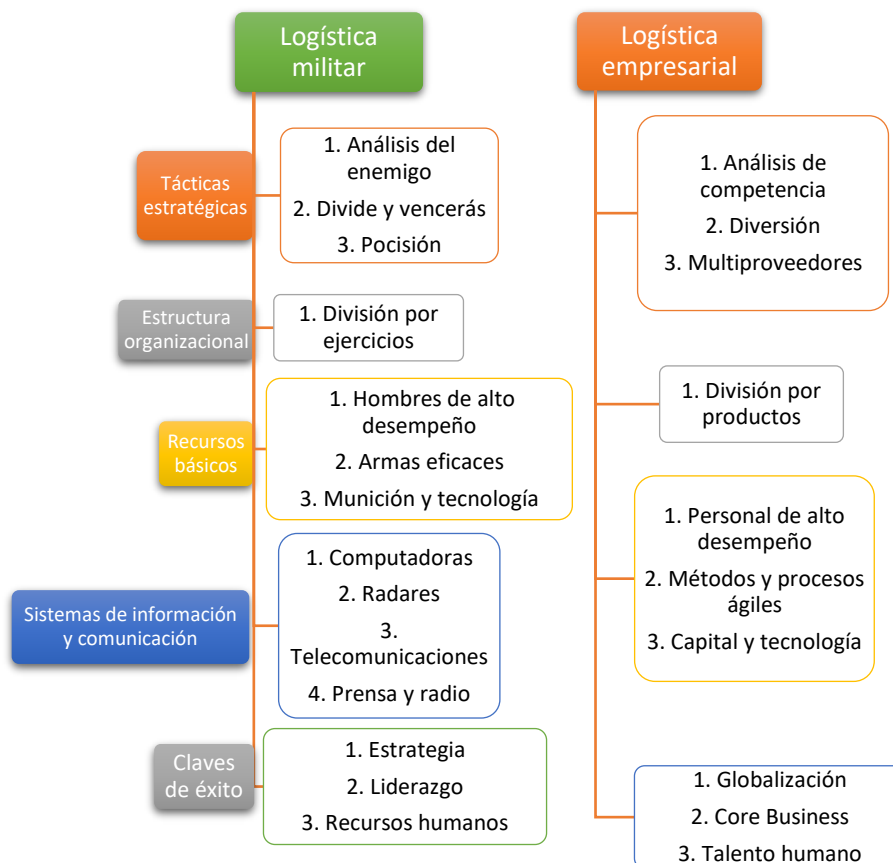 Logística
militar
Logística
empresarial
Tácticas
estratégicas
1. Análisis del
enemigo
2. Divide y vencerás
3. Pocisión
1. Análisis de
competencia
2. Diversión
3. Multiproveedores
Estructura
organizacional
1. División por
ejercicios
1. División por
productos
Recursos
básicos
1. Hombres de alto
desempeño
2. Armas eficaces
3. Munición y tecnología
1. Personal de alto
desempeño
2. Métodos y procesos
ágiles
3. Capital y tecnología
Sistemas de información
y comunicación
1. Computadoras
2. Radares
3.
Telecomunicaciones
4. Prensa y radio
Claves
de éxito
1. Estrategia
2. Liderazgo
3. Recursos humanos
1. Globalización
2. Core Business
3. Talento humano